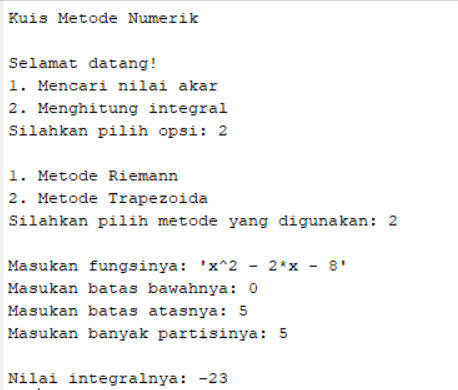 Kuis Metode Numerik
Selamat datang!
1. Mencari nilai akar
2. Menghitung integral
Silahkan pilih opsi: 2
1. Metode Riemann
2. Metode Trapezoida
Silahkan pilih metode yang digunakan: 2
Masukan fungsinya: 'x^2 - 2*x - 8'
Masukan batas bawahnya: 0
Masukan batas atasnya: 5
Masukan banyak partisinya: 5
Nilai integralnya: -23